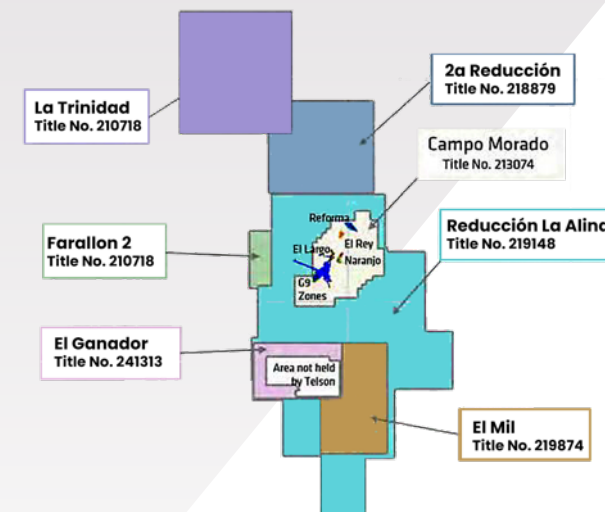 2a Reducción
Title No. 218879
La Trinidad
Title No. 210718
Campo Morado
Title No. 213074
Reforma
Reducción La Alina
Title No. 219148
Farallon 2
Title No. 210718
El Largo
El Rey
Naranjo
G9
Zones
El Ganador
Title No. 241313
Area not held
by Telson
El Mil
Title No. 219874